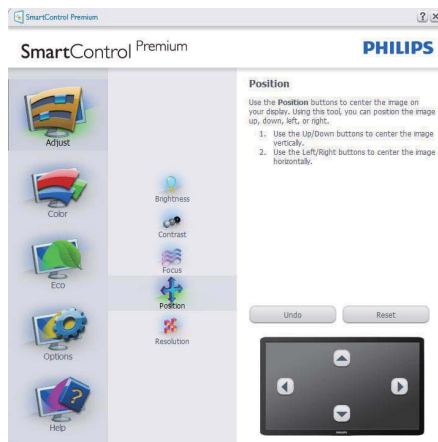 SmartControl Premium
SmartControl Premium
PHILIPS
Adjust
Color
Eco
Options
Help
Brightness
Contrast
Focus
Position
Resolution
Position
Use the Position buttons to center the image on
your display. Using this tool, you can position the image
up, down, left, or right.
1. Use the Up/Down buttons to center the image
vertically.
2. Use the Left/Right buttons to center the image
horizontally.
Undo
Reset